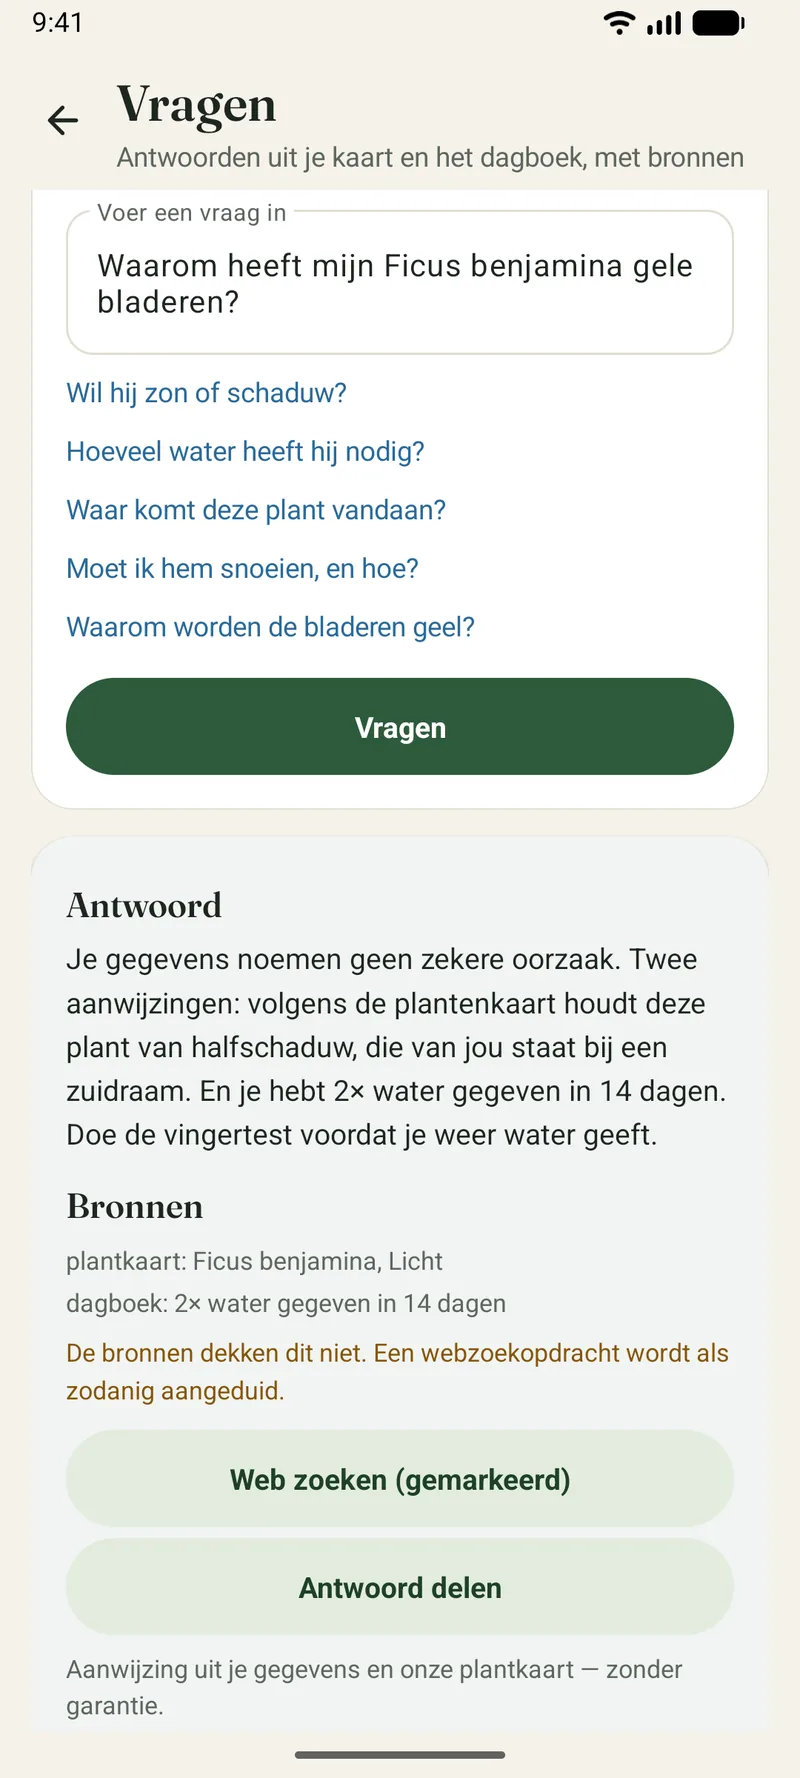 9:41
Vragen
Antwoorden uit je kaart en het dagboek, met bronnen
Voer een vraag in
Waarom heeft mijn Ficus benjamina gele
bladeren?
Wil hij zon of schaduw?
Hoeveel water heeft hij nodig?
Waar komt deze plant vandaan?
Moet ik hem snoeien, en hoe?
Waarom worden de bladeren geel?
Vragen
Antwoord
Je gegevens noemen geen zekere oorzaak. Twee
aanwijzingen: volgens de plantenkaart houdt deze
plant van halfschaduw, die van jou staat bij een
zuidraam. En je hebt 2× water gegeven in 14 dagen.
Doe de vingertest voordat je weer water geeft.
Bronnen
plantkaart: Ficus benjamina, Licht
dagboek: 2× water gegeven in 14 dagen
De bronnen dekken dit niet. Een webzoekopdracht wordt als
zodanig aangeduid.
Web zoeken (gemarkeerd)
Antwoord delen
Aanwijzing uit je gegevens en onze plantkaart — zonder
garantie.